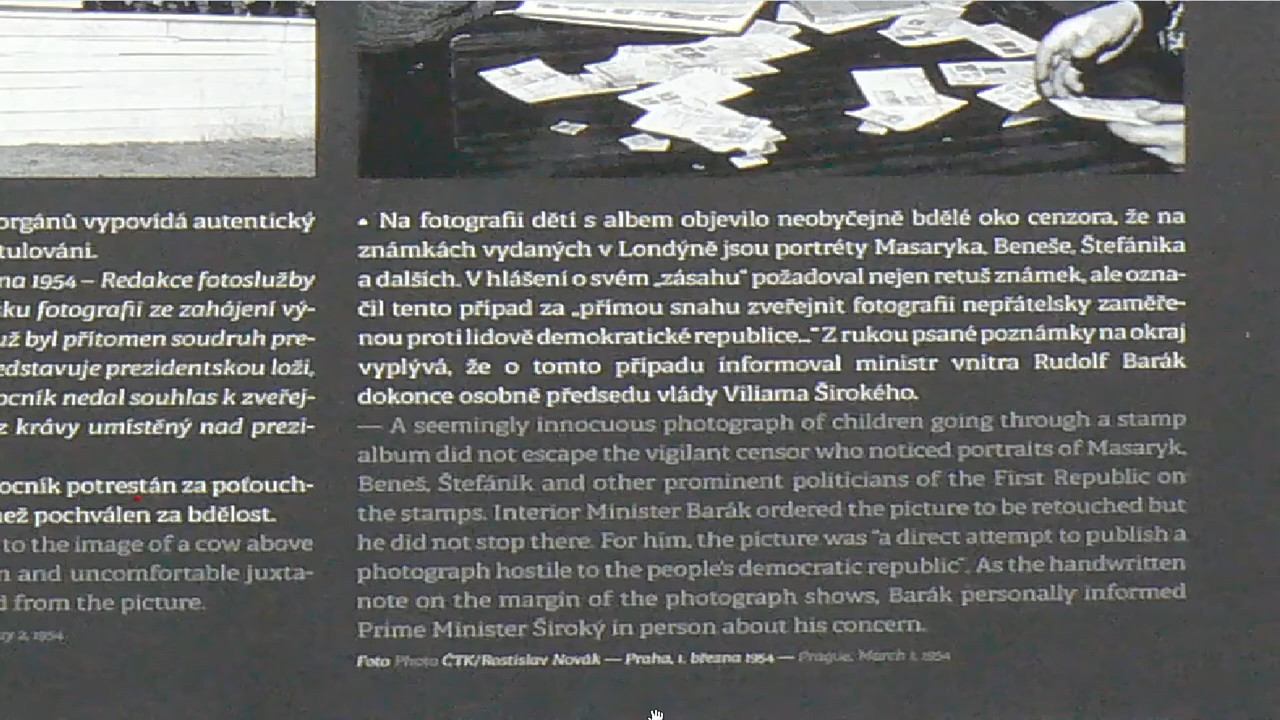 orgánů vypovídá autentický
tulování.
na 1954 – Redakce fotoslužby
ku fotografii ze zahájení vý-
už byl přítomen soudruh pre-
edstavuje prezidentskou loži,
ocník nedal souhlas k zveřej-
z krávy umístěný nad prezi-
ocník potrestán za poťouch-
než pochválen za bdělost.
to the image of a cow above
n and uncomfortable juxta-
d from the picture.
ry 2, 1954
Na fotografii dětí s albem objevilo neobyčejně bdělé oko cenzora, že na
známkách vydaných v Londýně jsou portréty Masaryka, Beneše, Štefánika
a dalších. V hlášení o svém „zásahu“ požadoval nejen retuš známek, ale ozna-
čil tento případ za „přímou snahu zveřejnit fotografii nepřátelsky zaměře-
nou proti lidově demokratické republice...“ Z rukou psané poznámky na okraj
vyplývá, že o tomto případu informoval ministr vnitra Rudolf Barák
dokonce osobně předsedu vlády Viliama Širokého.
— A seemingly innocuous photograph of children going through a stamp
album did not escape the vigilant censor who noticed portraits of Masaryk,
Beneš, Štefánik and other prominent politicians of the First Republic on
the stamps. Interior Minister Barák ordered the picture to be retouched but
he did not stop there. For him, the picture was "a direct attempt to publish a
photograph hostile to the people's democratic republic". As the handwritten
note on the margin of the photograph shows, Barák personally informed
Prime Minister Široký in person about his concern.
Foto Photo ČTK/Rostislav Novák — Praha, 1. března 1954 — Prague, March 1, 1954